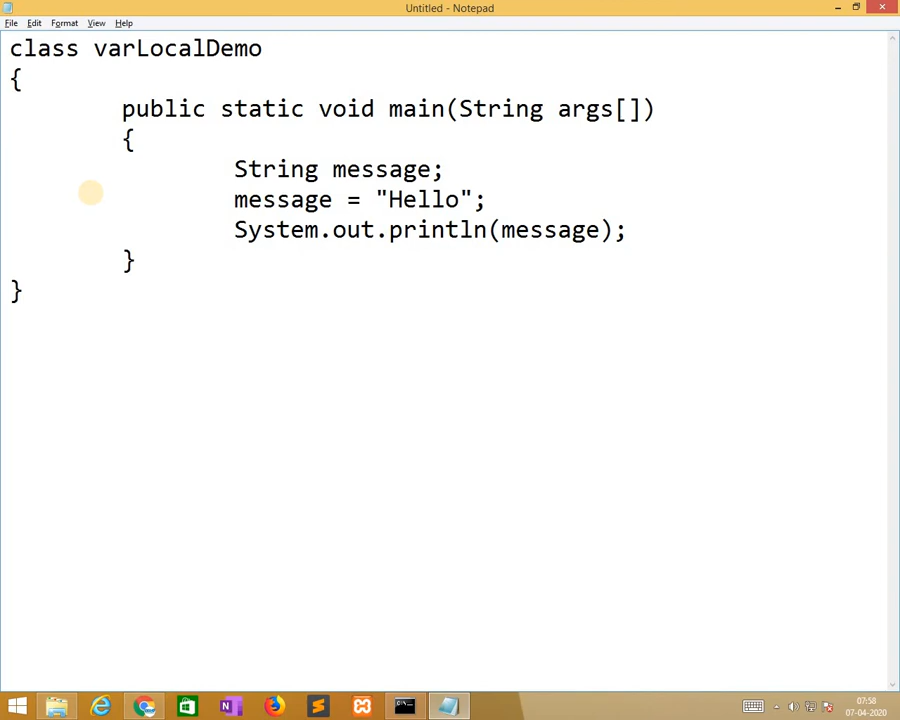 Untitled - Notepad
File Edit Format View Help
class varLocalDemo
{
public static void main(String args[])
{
String message;
message = "Hello";
System.out.println(message);
}
}
07:58
07-04-2020